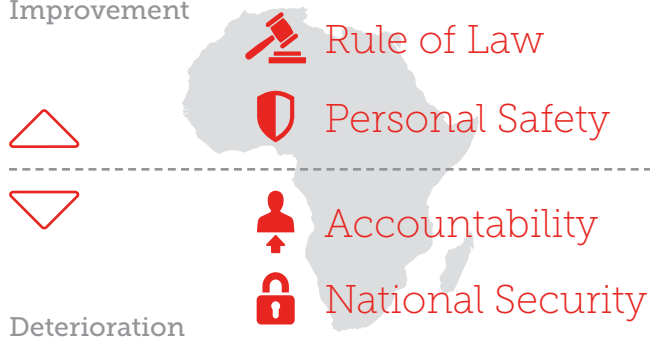 Improvement
Rule of Law
Personal Safety
Accountability
National Security
Deterioration